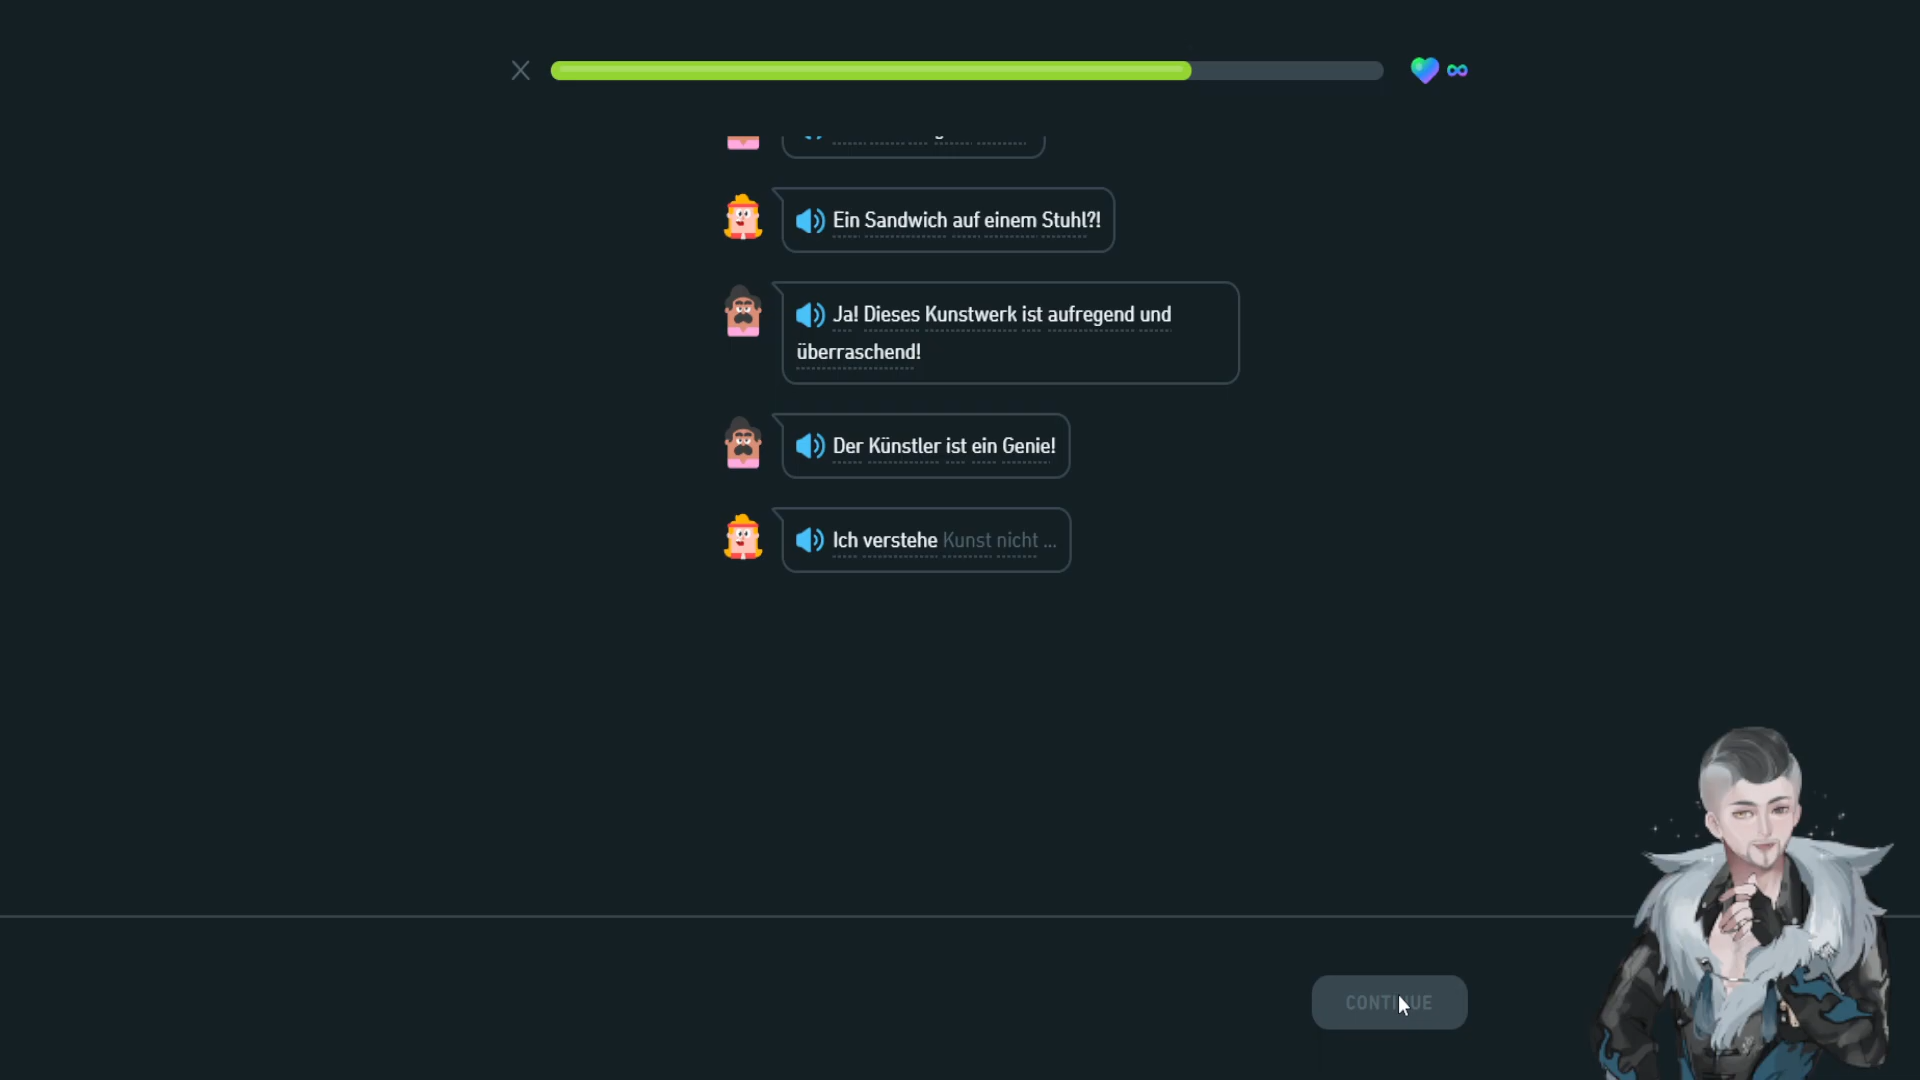 Ein Sandwich auf einem Stuhl?!
Ja! Dieses Kunstwerk ist aufregend und
überraschend!
Der Künstler ist ein Genie!
Ich verstehe Kunst nicht ...
CONTINUE